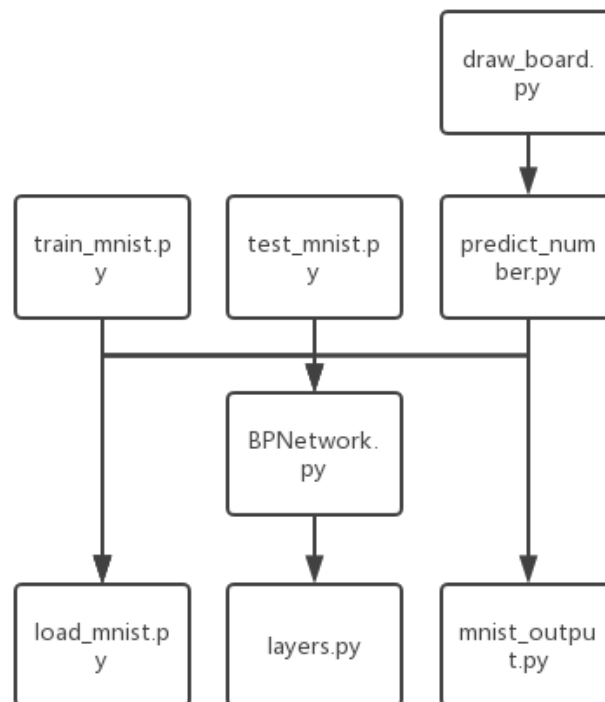 draw_board.
py
train_mnist.p
y
test_mnist.p
y
predict_num
ber.py
BPNetwork.
py
load_mnist.p
y
layers.py
mnist_outpu
t.py